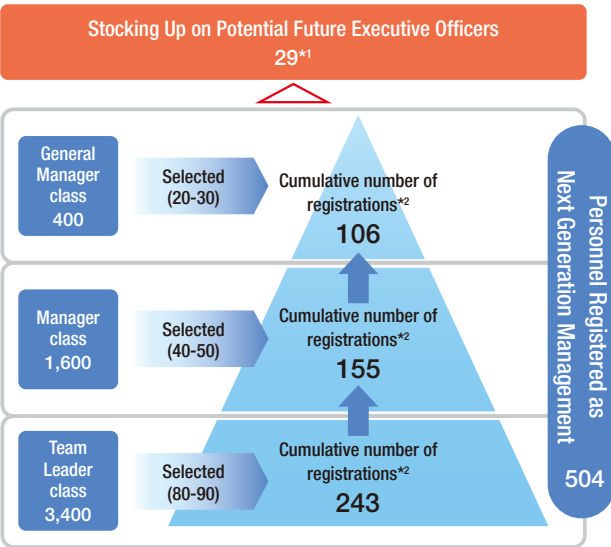 Stocking Up on Potential Future Executive Officers
29*1
General
Manager
class
400
Selected
(20-30)
Cumulative number of
registrations*2
106
Manager
class
1,600
Selected
(40-50)
Cumulative number of
registrations*2
155
Team
Leader
class
3,400
Selected
(80-90)
Cumulative number of
registrations*2
243
Personnel Registered as
Next Generation Management
504